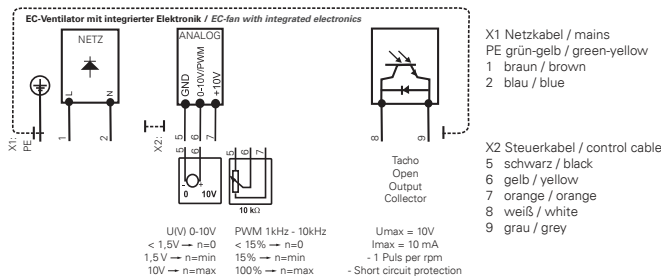 EC-Ventilator mit integrierter Elektronik / EC-fan with integrated electronics
NETZ
ANALOG
L
N
GND
0-10V/PWM
+10V
X1:
PE
1
2
X2:
5
6
7
8
9
5
6
7
5
6
7
- +
0 10V
10 kΩ
Tacho
Open
Output
Collector
U(V) 0-10V
< 1,5V → n=0
1,5 V → n=min
10V → n=max
PWM 1kHz - 10kHz
< 15% → n=0
15% → n=min
100% → n=max
Umax = 10V
Imax = 10 mA
- 1 Puls per rpm
- Short circuit protection
X1 Netzkabel / mains
PE grün-gelb / green-yellow
1 braun / brown
2 blau / blue
X2 Steuerkabel / control cable
5 schwarz / black
6 gelb / yellow
7 orange / orange
8 weiß / white
9 grau / grey